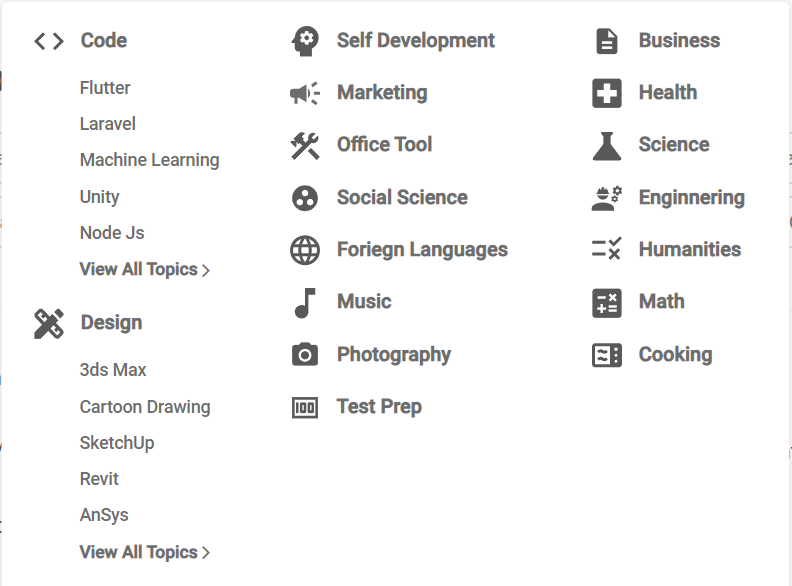 Code
Flutter
Laravel
Machine Learning
Unity
Node Js
View All Topics
Design
3ds Max
Cartoon Drawing
SketchUp
Revit
AnSys
View All Topics
Self Development
Marketing
Office Tool
Social Science
Foriegn Languages
Music
Photography
100
Test Prep
Business
Health
Science
Enginnering
Humanities
Math
Cooking